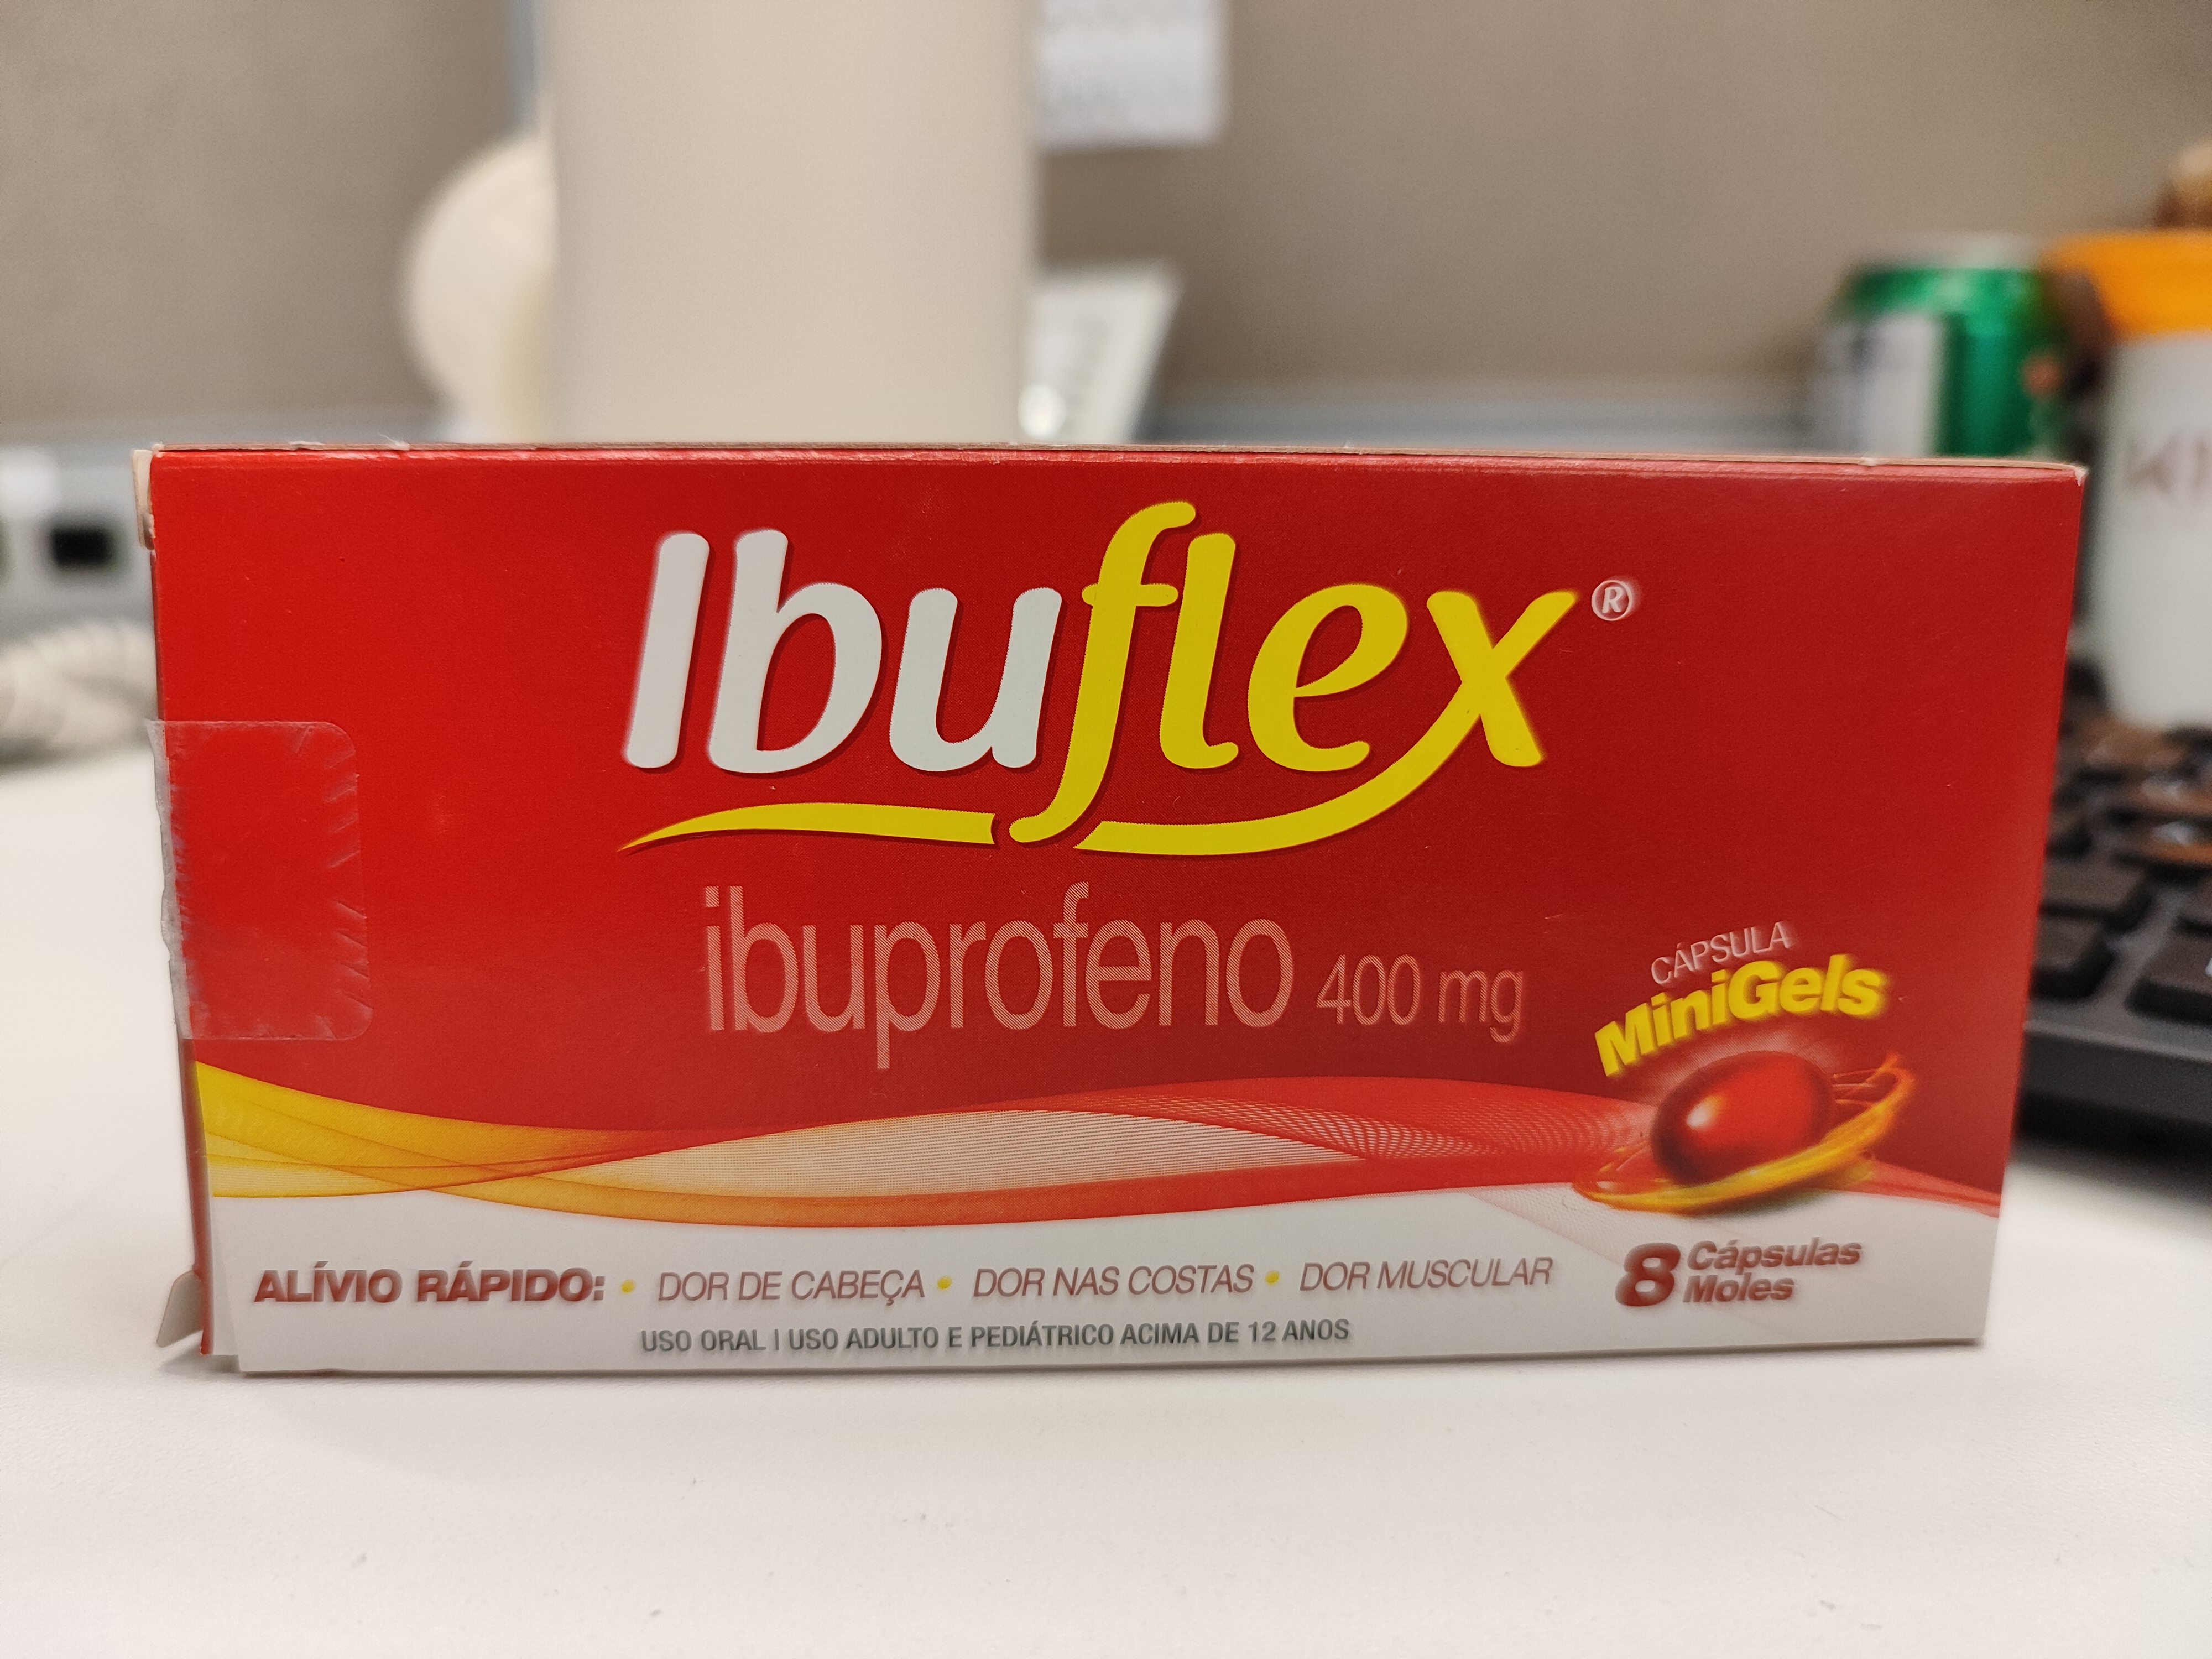 Ibuflex®
ibuprofeno 400 mg
CÁPSULA
MiniGels
ALÍVIO RÁPIDO: • DOR DE CABEÇA • DOR NAS COSTAS • DOR MUSCULAR
8 Cápsulas
Moles
USO ORAL | USO ADULTO E PEDIÁTRICO ACIMA DE 12 ANOS